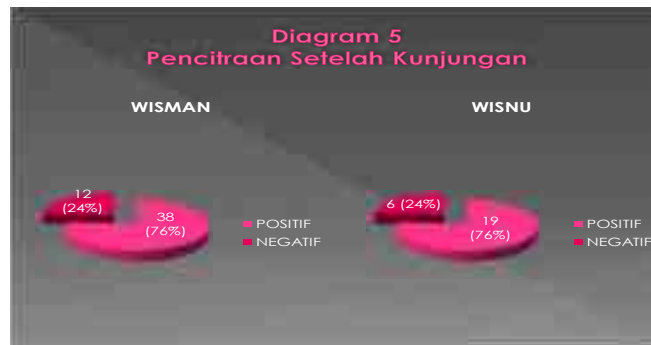 Diagram 5
Pencitraan Setelah Kunjungan
WISMAN
12
(24%)
38
(76%)
POSITIF
NEGATIF
WISNU
6 (24%)
19
(76%)
POSITIF
NEGATIF